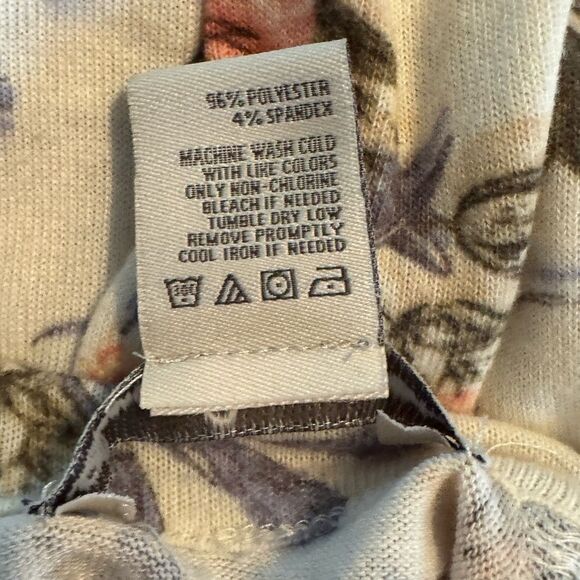 96% POLYESTER
4% SPANDEX
MACHINE WASH COLD
WITH LIKE COLORS
ONLY NON-CHLORINE
BLEACH IF NEEDED
TUMBLE DRY LOW
REMOVE PROMPTLY
COOL IRON IF NEEDED